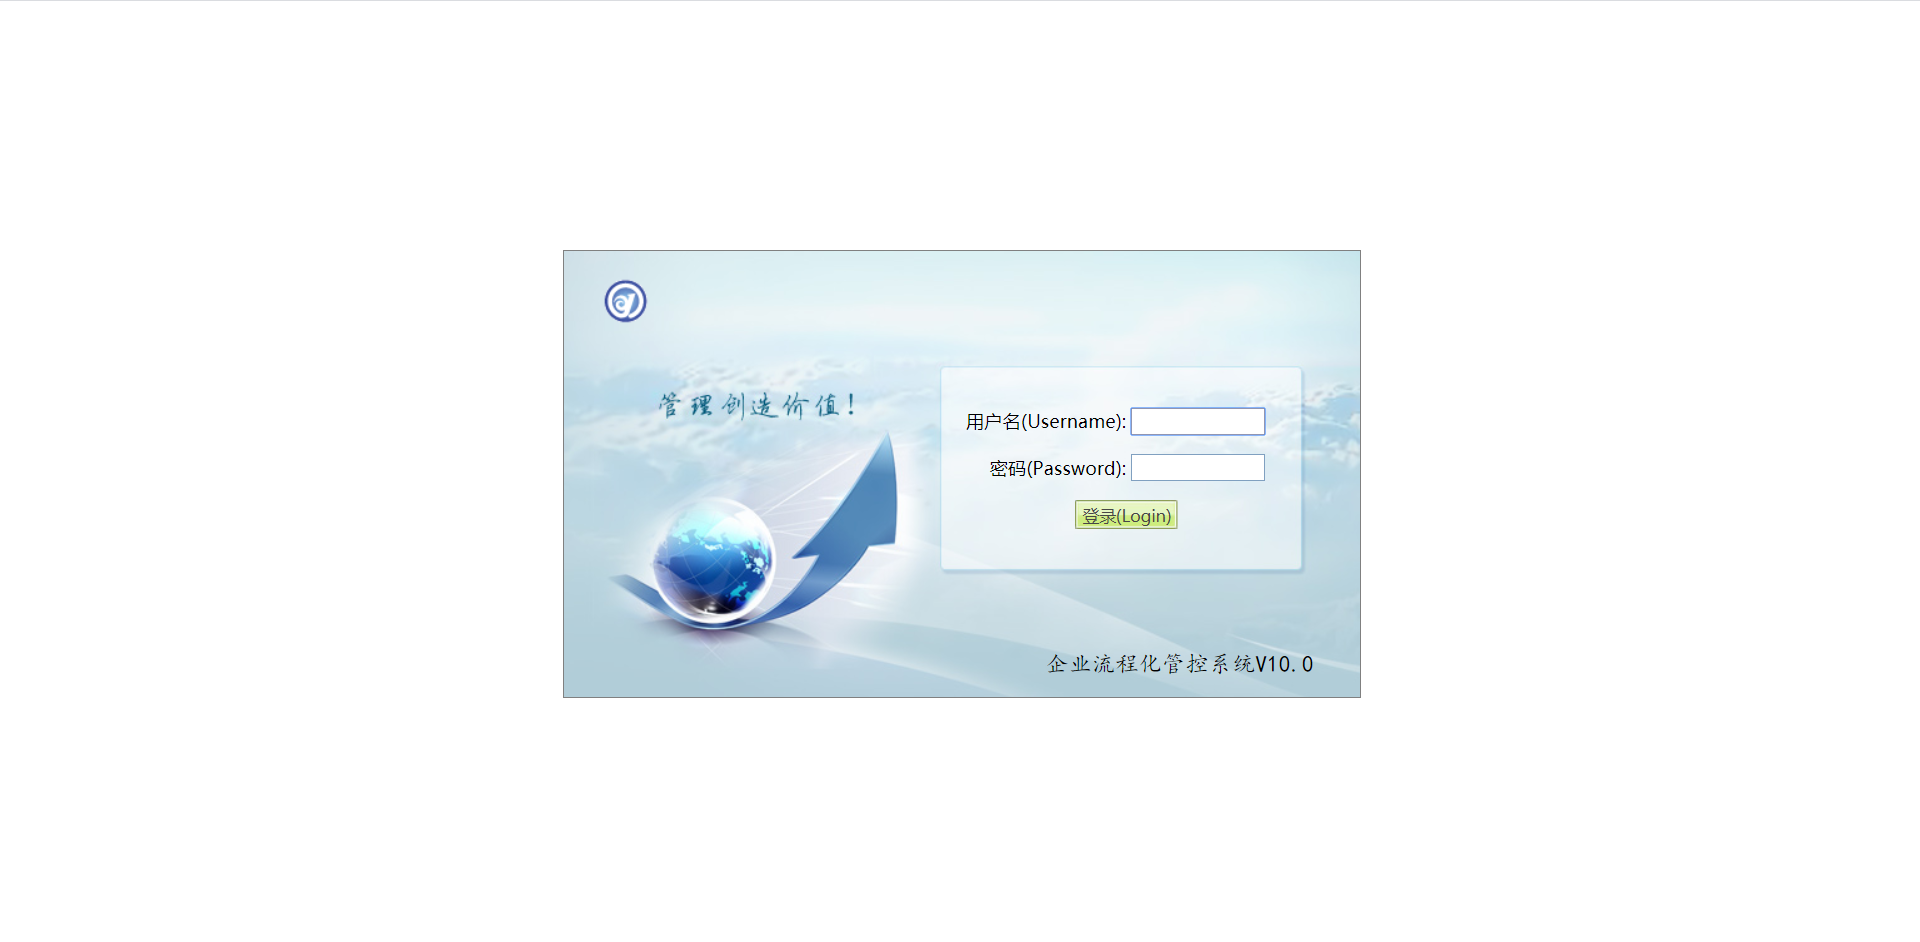 管理创造价值!
用户名(Username):
密码(Password):
登录(Login)
企业流程化管控系统V10.0